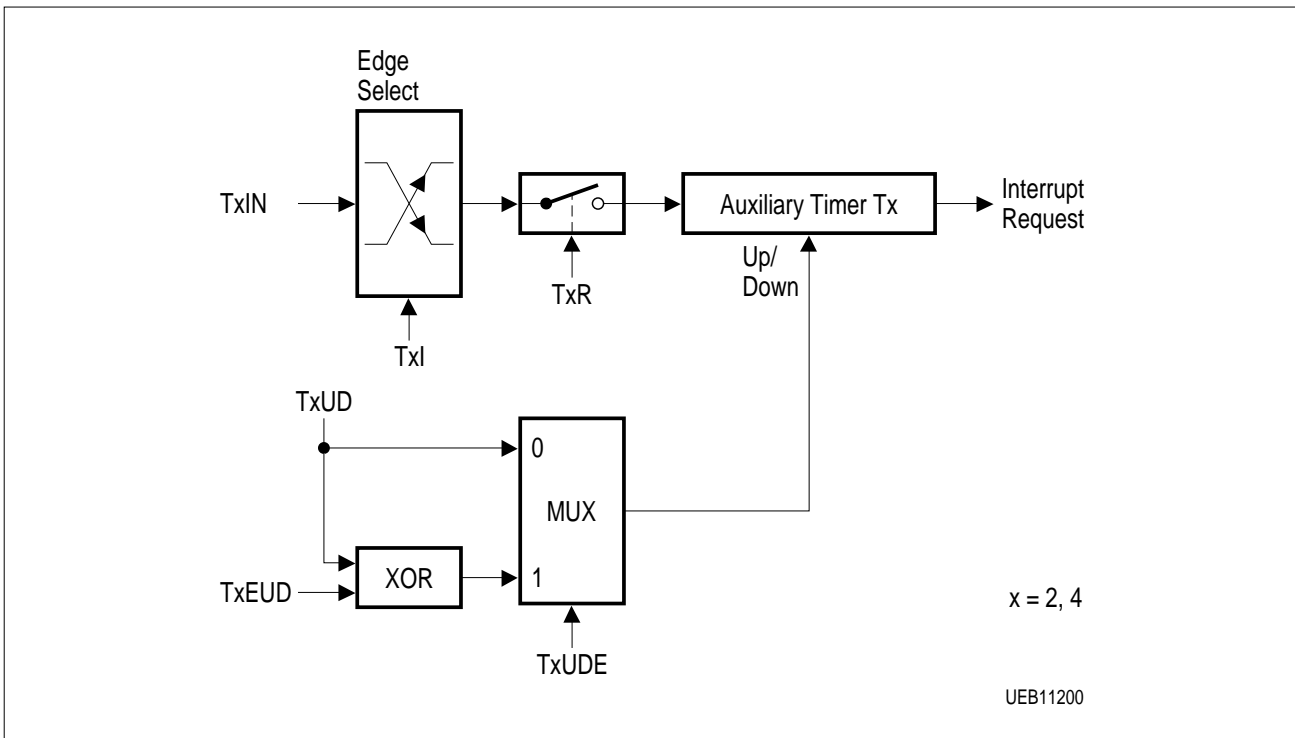 Edge
Select
TxIN
Auxiliary Timer Tx
Interrupt
Request
Up/
Down
TxR
TxI
TxUD
0
MUX
XOR
1
TxEUD
x = 2, 4
TxUDE
UEB11200